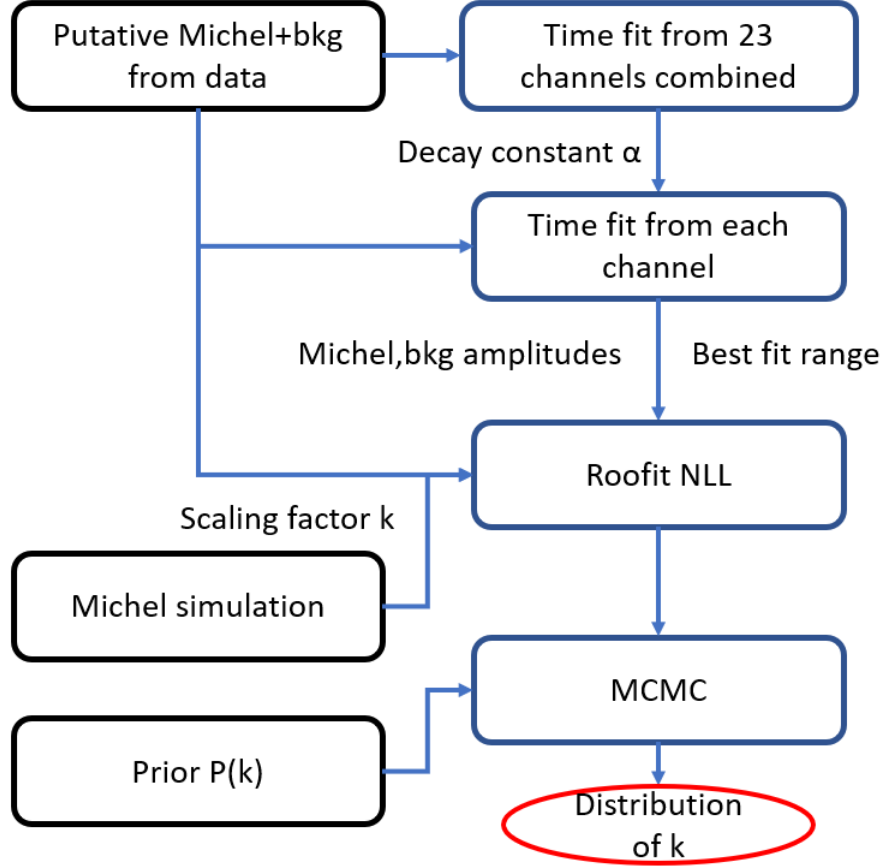 Putative Michel+bkg
from data
Time fit from 23
channels combined
Decay constant α
Time fit from each
channel
Michel,bkg amplitudes
Best fit range
Roofit NLL
Scaling factor k
Michel simulation
MCMC
Prior P(k)
Distribution
of k